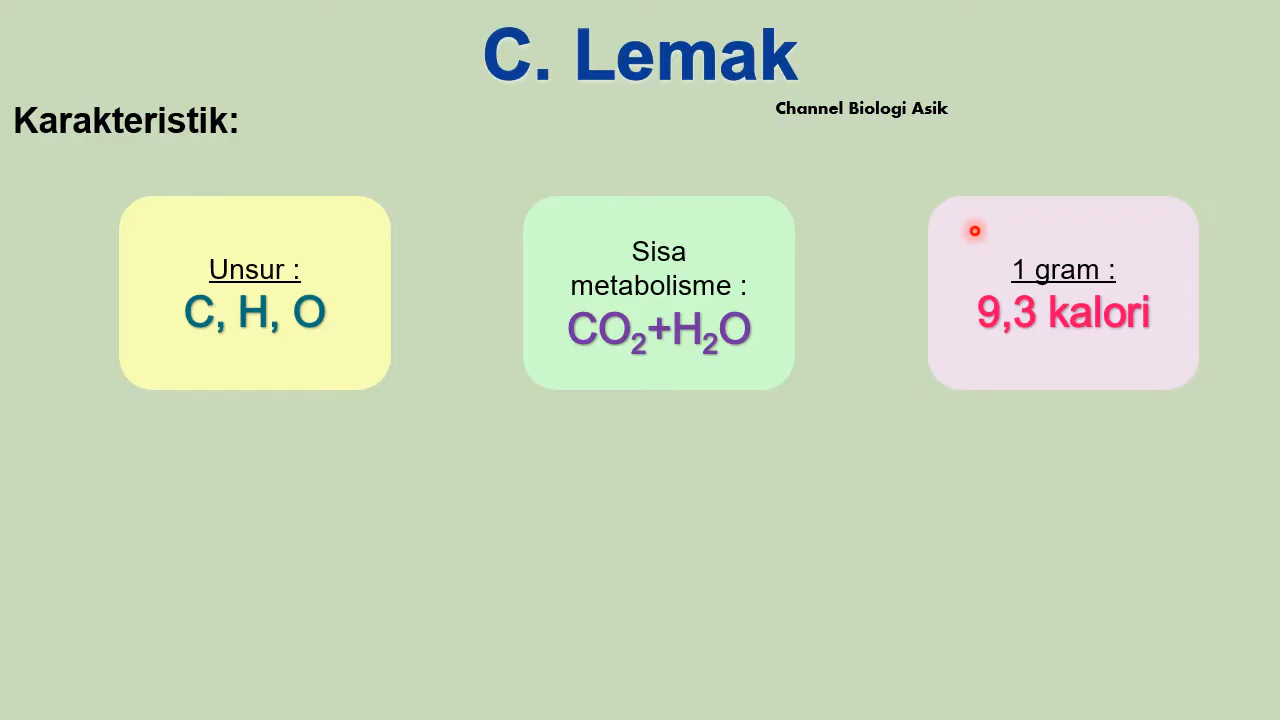 C. Lemak
Channel Biologi Asik
Karakteristik:
Unsur :
C, H, O
Sisa
metabolisme :
CO₂+H₂O
1 gram :
9,3 kalori